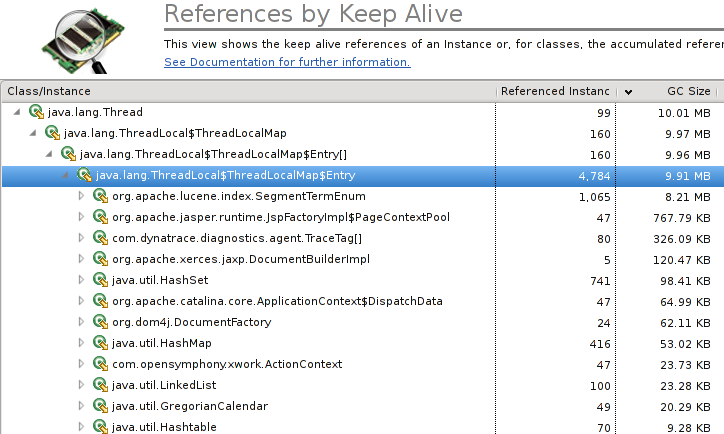 References by Keep Alive
This view shows the keep alive references of an Instance or, for classes, the accumulated
See Documentation for further information.
Class/Instance Referenced Instanc GC Size
java.lang.Thread 99 10.01 MB
java.lang.ThreadLocal$ThreadLocalMap 160 9.97 MB
java.lang.ThreadLocal$ThreadLocalMap$Entry[] 160 9.96 MB
java.lang.ThreadLocal$ThreadLocalMap$Entry 4,784 9.91 MB
org.apache.lucene.index.SegmentTermEnum 1,065 8.21 MB
org.apache.jasper.runtime.JspFactoryImpl$PageContextPool 47 767.79 KB
com.dynatrace.diagnostics.agent.TraceTag[] 80 326.09 KB
org.apache.xerces.jaxp.DocumentBuilderImpl 5 120.47 KB
java.util.HashSet 741 98.41 KB
org.apache.catalina.core.ApplicationContext$DispatchData 47 64.99 KB
org.dom4j.DocumentFactory 24 62.11 KB
java.util.HashMap 416 53.02 KB
com.opensymphony.xwork.ActionContext 47 23.73 KB
java.util.LinkedList 100 23.28 KB
java.util.GregorianCalendar 49 20.29 KB
java.util.Hashtable 70 9.28 KB